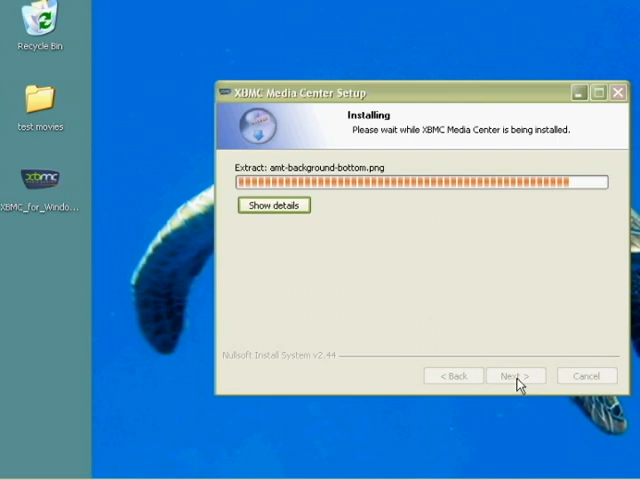 Recycle Bin
test movies
xbmc
XBMC_for_Windo...
XBMC Media Center Setup
Installing
Please wait while XBMC Media Center is being installed.
Extract: amt-background-bottom.png
Show details
Nullsoft Install System v2.44
< Back
Next >
Cancel